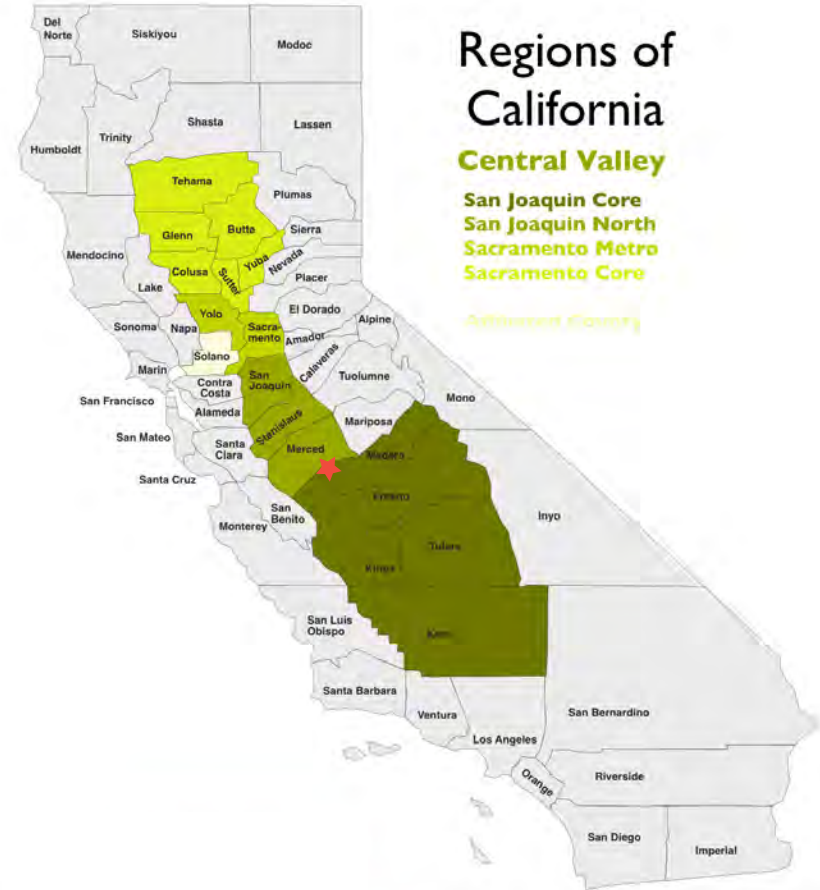 Regions of
California
Central Valley
San Joaquin Core
San Joaquin North
Sacramento Metro
Sacramento Core
Del
Norte
Siskiyou
Modoc
Humboldt
Trinity
Shasta
Lassen
Tehama
Plumas
Mendocino
Glenn
Butte
Sierra
Lake
Colusa
Sutter
Yuba
Nevada
Placer
Yolo
El Dorado
Sonoma
Napa
Sacra-
mento
Amador
Alpine
Solano
Marin
Contra
Costa
San
Joaquin
Calaveras
Tuolumne
Mono
San Francisco
Alameda
Stanislaus
Mariposa
San Mateo
Santa
Clara
Merced
Madera
Santa Cruz
San
Benito
Fresno
Monterey
Inyo
Tulare
Kings
San Luis
Obispo
Kern
Santa Barbara
Ventura
Los Angeles
San Bernardino
Orange
Riverside
San Diego
Imperial